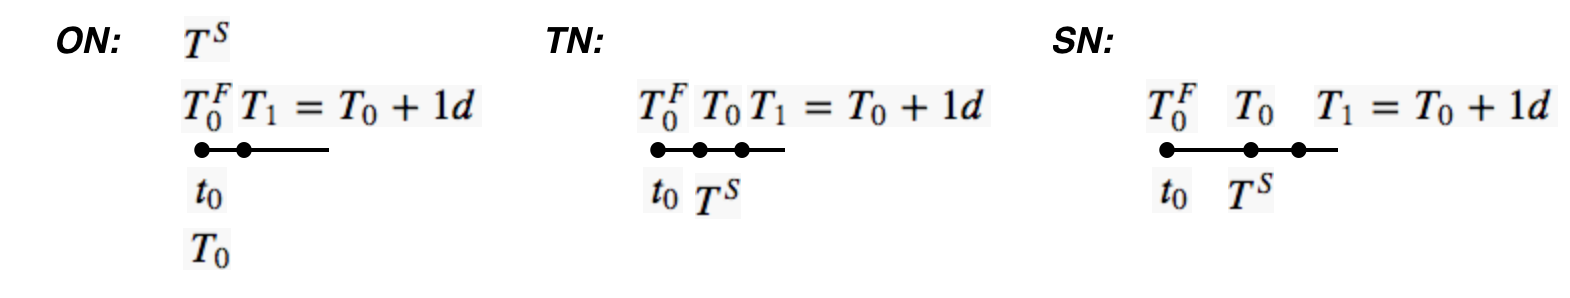 ON: T^S TN: SN:
T_0^F T_1 = T_0 + 1d T_0^F T_0 T_1 = T_0 + 1d T_0^F T_0 T_1 = T_0 + 1d
t_0 t_0 T^S t_0 T^S
T_0